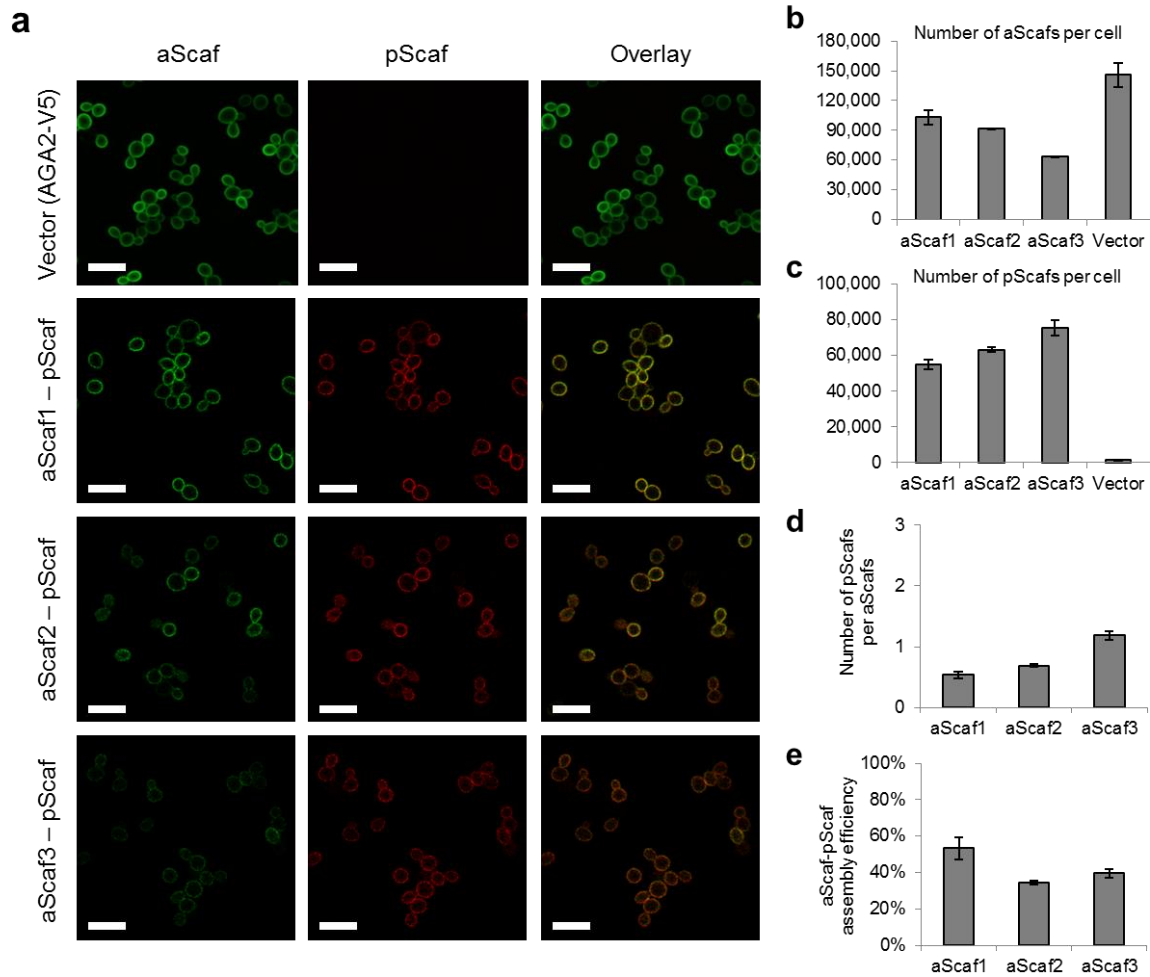 a
aScaf
pScaf
Overlay
Vector (AGA2-V5)
aScaf1 – pScaf
aScaf2 – pScaf
aScaf3 – pScaf
b
Number of aScafs per cell
180,000
150,000
120,000
90,000
60,000
30,000
0
aScaf1 aScaf2 aScaf3 Vector
c
Number of pScafs per cell
100,000
80,000
60,000
40,000
20,000
0
aScaf1 aScaf2 aScaf3 Vector
d
Number of pScafs
per aScafs
3
2
1
0
aScaf1 aScaf2 aScaf3
e
aScaf-pScaf
assembly efficiency
100%
80%
60%
40%
20%
0%
aScaf1 aScaf2 aScaf3